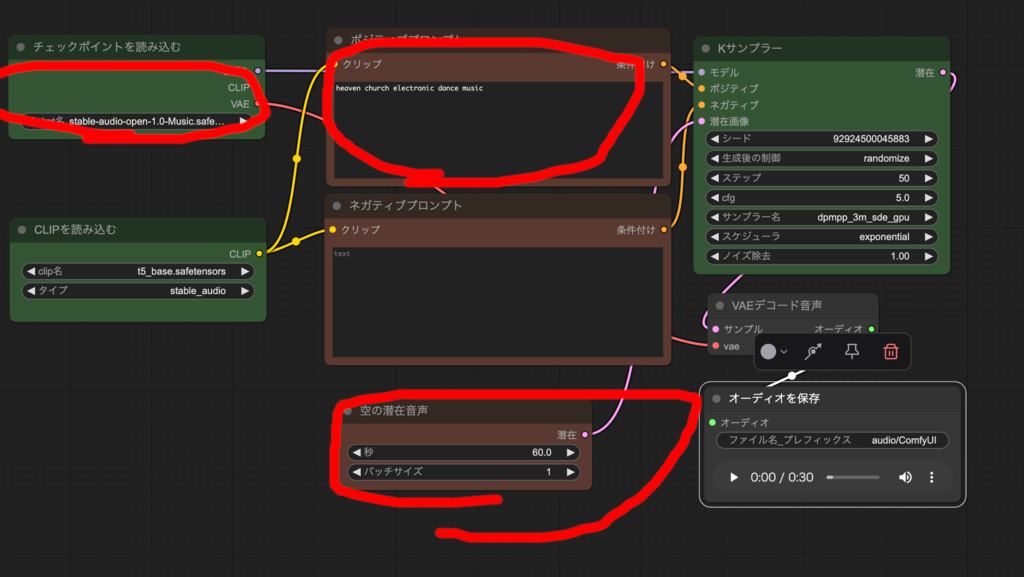 チェックポイントを読み込む
CLIP
VAE
stable-audio-open-1.0-Music.safe...
CLIPを読み込む
CLIP
clip名 t5_base.safetensors
タイプ stable_audio
ポジティブプロンプト
クリップ 条件付け
heaven church electronic dance music
ネガティブプロンプト
クリップ 条件付け
text
空の潜在音声
潜在
秒 60.0
バッチサイズ 1
Kサンプラー
モデル 潜在
ポジティブ
ネガティブ
潜在画像
シード 92924500045883
生成後の制御 randomize
ステップ 50
cfg 5.0
サンプラー名 dpmpp_3m_sde_gpu
スケジューラ exponential
ノイズ除去 1.00
VAEデコード音声
サンプル オーディオ
vae
オーディオを保存
オーディオ
ファイル名_プレフィックス audio/ComfyUI
0:00 / 0:30